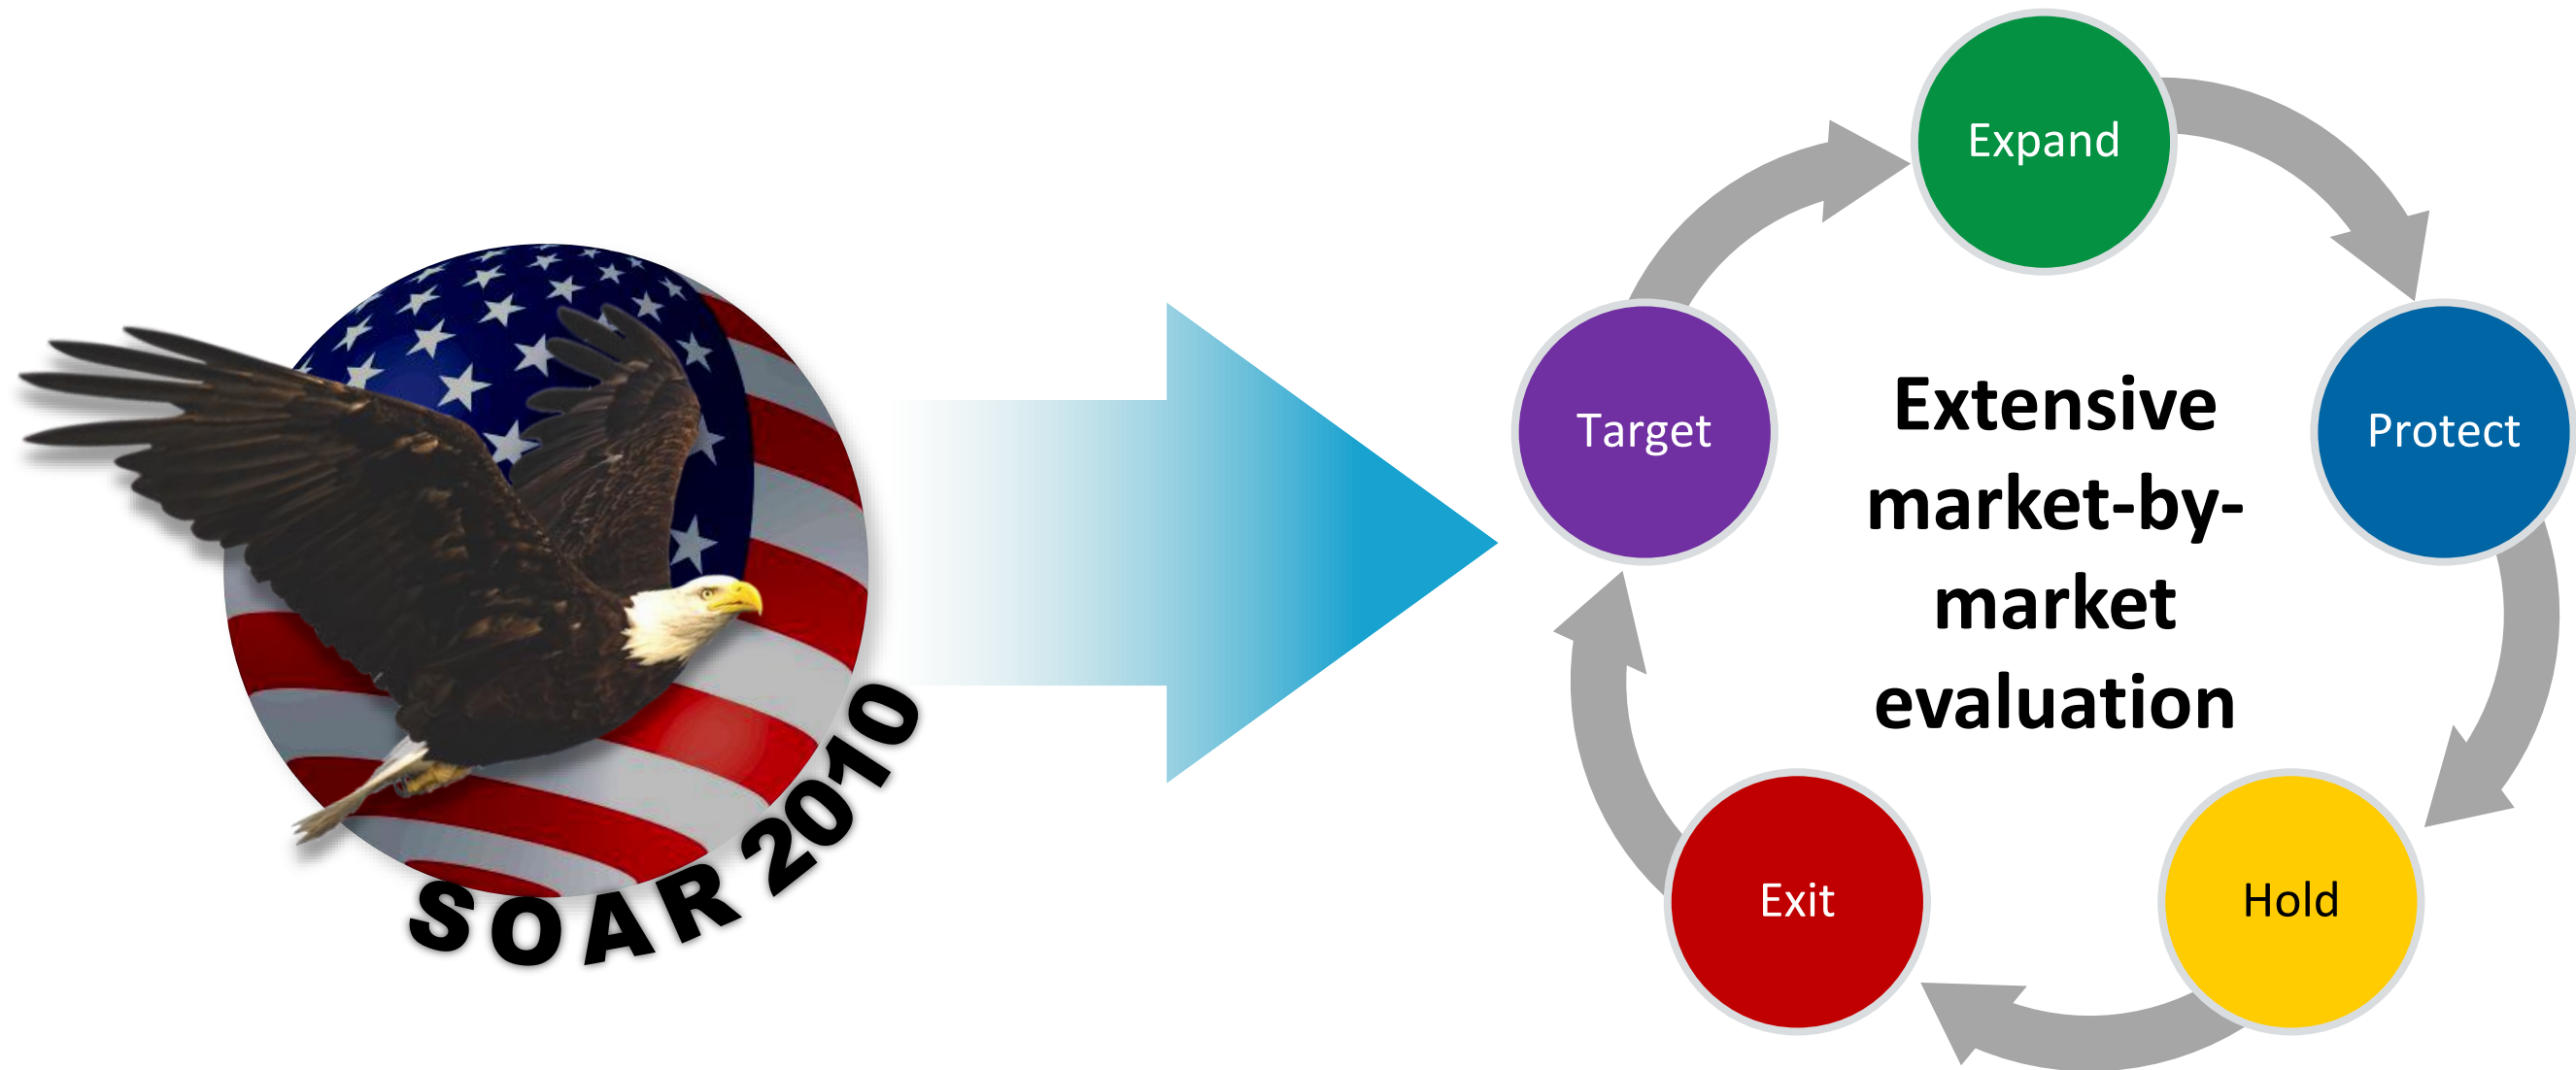 Expand
Target
Protect
Extensive
market-by-
market
evaluation
Exit
Hold
SOAR 2010